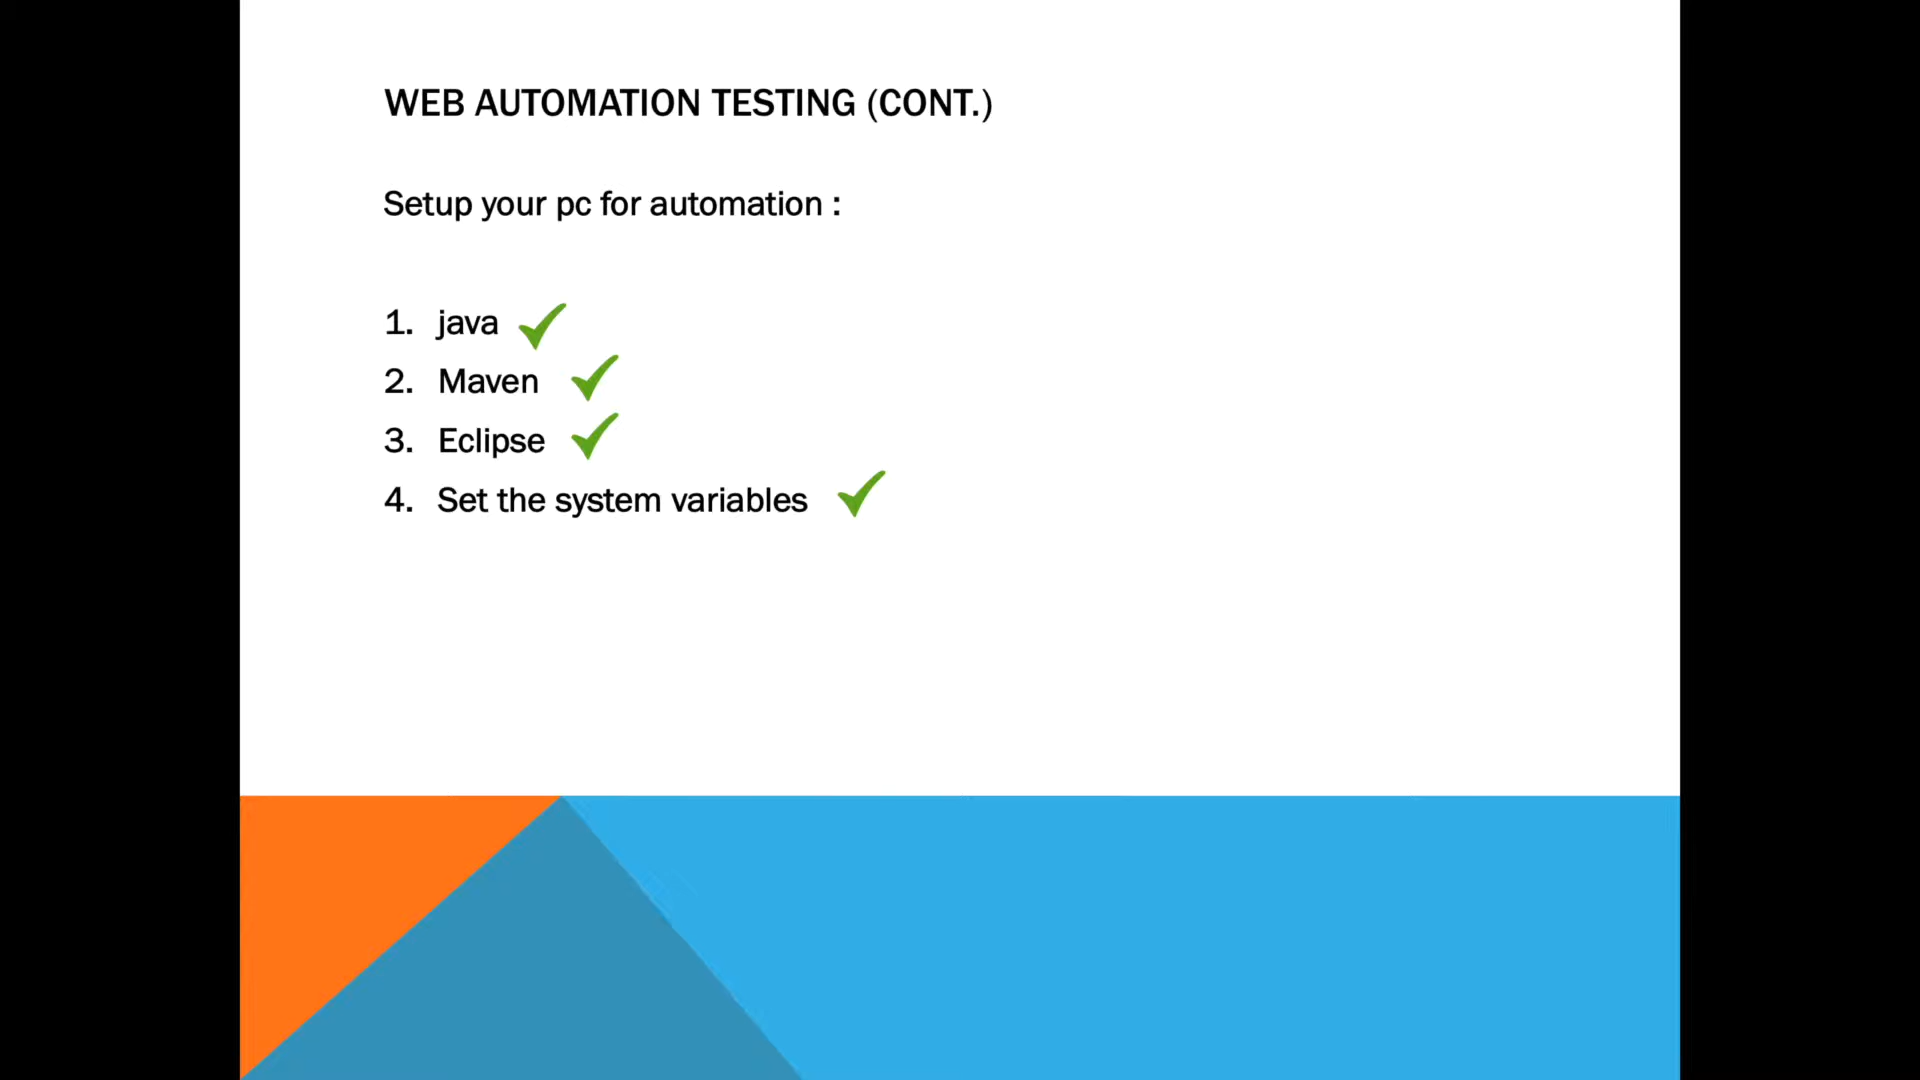 WEB AUTOMATION TESTING (CONT.)
Setup your pc for automation :
1. java
2. Maven
3. Eclipse
4. Set the system variables